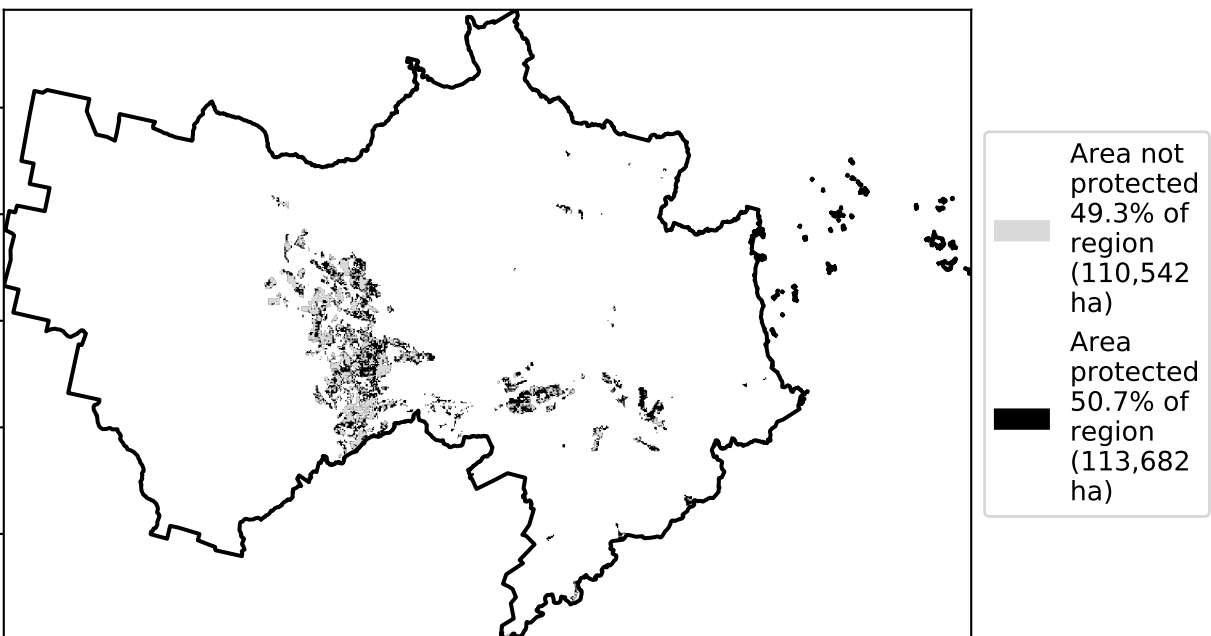 Area not
protected
49.3% of
region
(110,542
ha)
Area
protected
50.7% of
region
(113,682
ha)